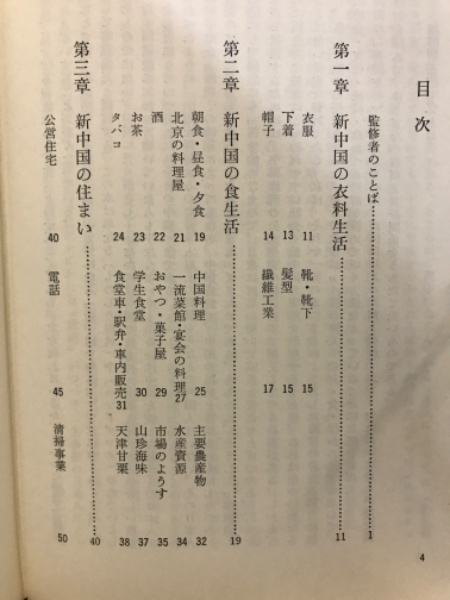 目次
監修者のことば…………1
第一章 新中国の衣料生活…………11
衣服 11 靴・靴下 15
下着 13 髪型 15
帽子 14 繊維工業 17
第二章 新中国の食生活…………19
朝食・昼食・夕食 19 中国料理 25 主要農産物 32
北京の料理屋 21 一流菜館・宴会の料理 27 水産資源 34
酒 22 おやつ・菓子屋 29 市場のようす 35
お茶 23 学生食堂 30 山珍海味 37
タバコ 24 食堂車・駅弁・車内販売 31 天津甘栗 38
第三章 新中国の住まい…………40
公営住宅 40 電話 45 清掃事業 50
4